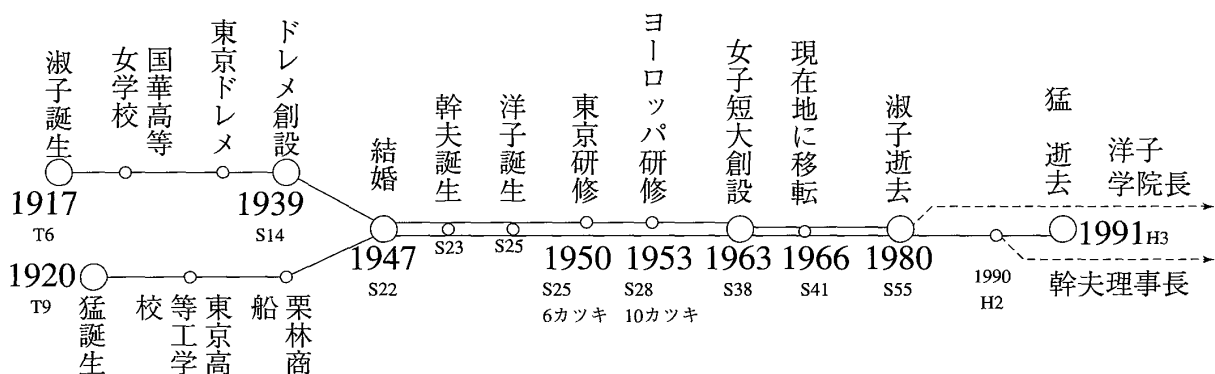 淑子誕生
国華高等
女学校
東京ドレメ
ドレメ創設
結婚
幹夫誕生
洋子誕生
東京研修
ヨーロッパ研修
女子短大創設
現在地に移転
淑子逝去
猛 逝去
洋子
学院長
1917
T6
1939
S14
1947
S22
S23
S25
1950
S25
6カツキ
1953
S28
10カツキ
1963
S38
1966
S41
1980
S55
1990
H2
1991 H3
幹夫理事長
1920
T9
猛誕生
東京高
等工学
校
栗林商
船